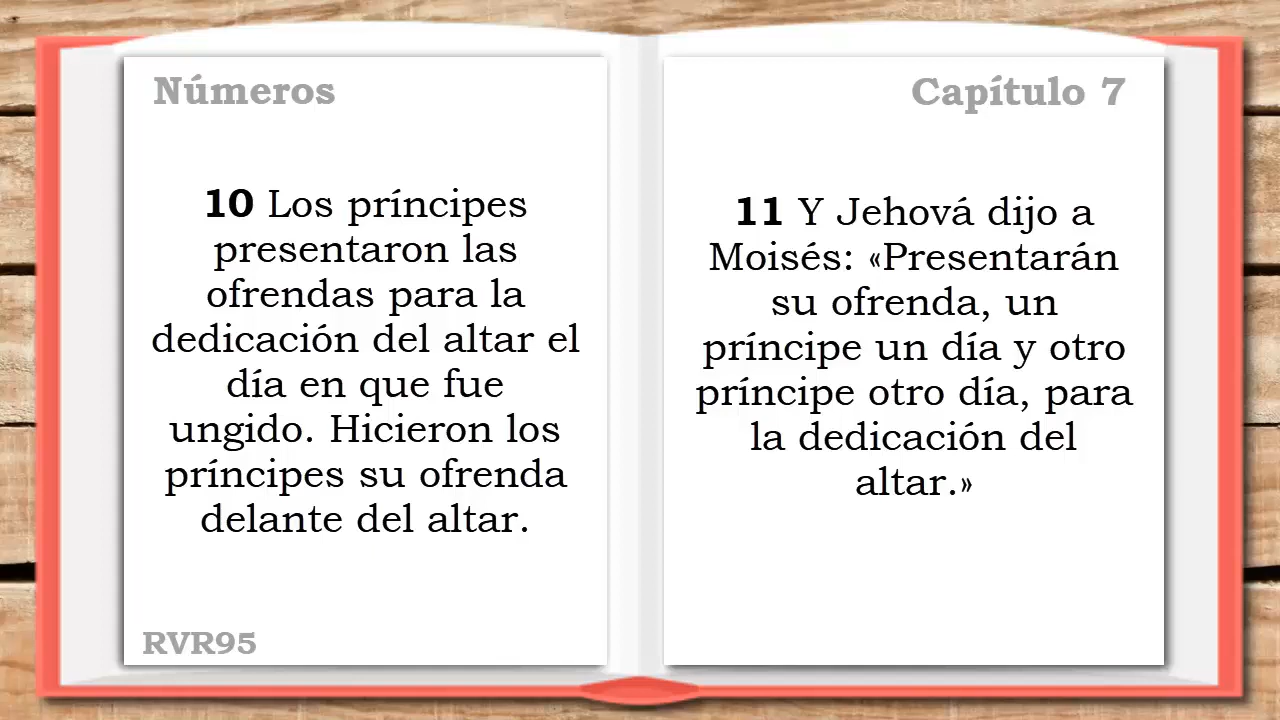 Números
10 Los príncipes
presentaron las
ofrendas para la
dedicación del altar el
día en que fue
ungido. Hicieron los
príncipes su ofrenda
delante del altar.
RVR95
Capítulo 7
11 Y Jehová dijo a
Moisés: «Presentarán
su ofrenda, un
príncipe un día y otro
príncipe otro día, para
la dedicación del
altar.»